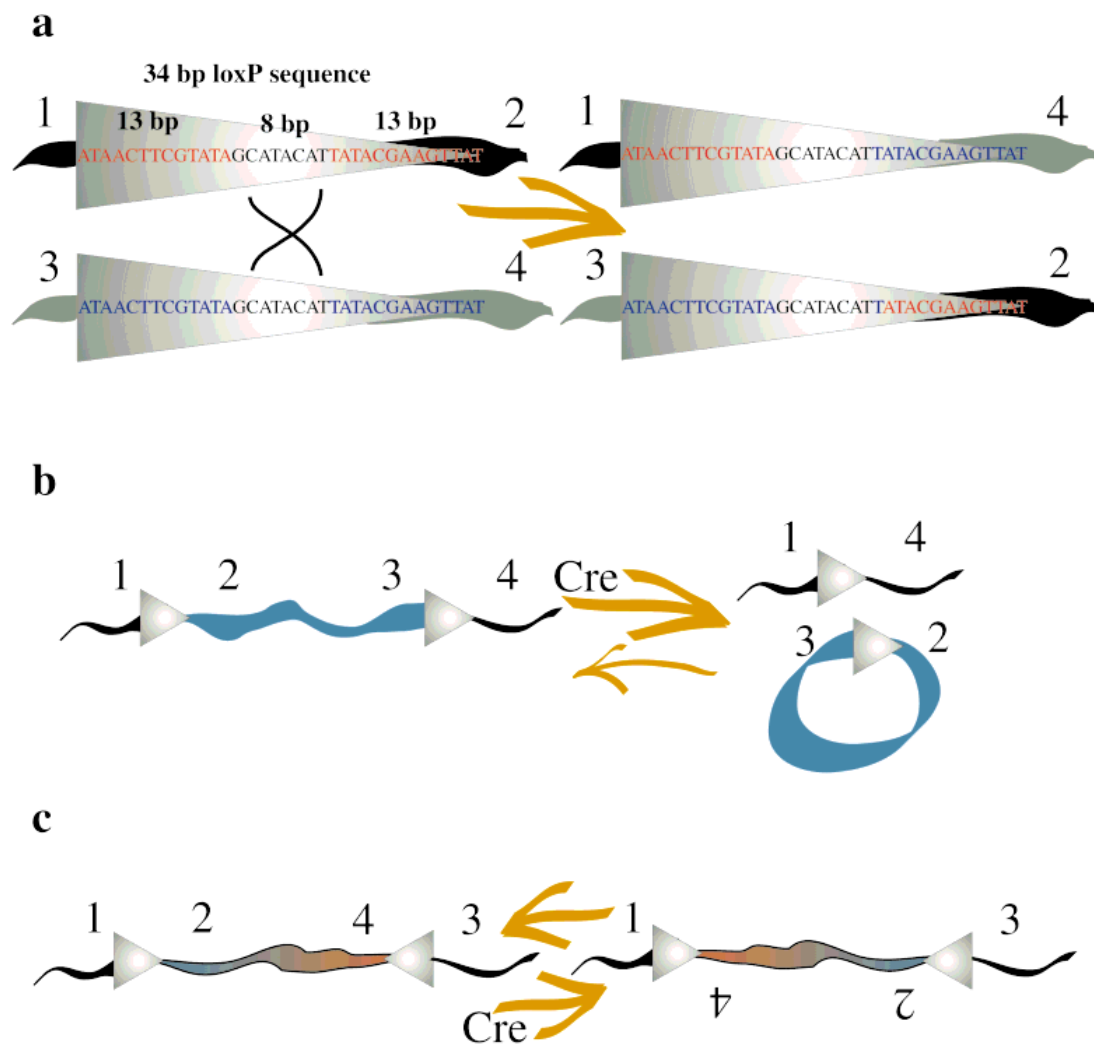 a
34 bp loxP sequence
1 13 bp 8 bp 13 bp 2
ATAACTTCGTATAGCATACATTATACGAAGTTAT
3 4
ATAACTTCGTATAGCATACATTATACGAAGTTAT
1 4
ATAACTTCGTATAGCATACATTATACGAAGTTAT
3 2
ATAACTTCGTATAGCATACATTATACGAAGTTAT
b
1 2 3 4
Cre
1 4
3 2
c
1 2 4 3
Cre
1 3
4 2